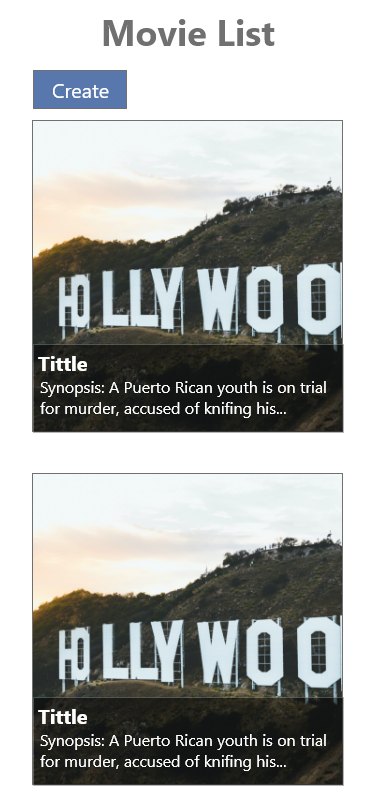 Movie List
Create
HOLLYWOO
Tittle
Synopsis: A Puerto Rican youth is on trial
for murder, accused of knifing his...
HOLLYWOO
Tittle
Synopsis: A Puerto Rican youth is on trial
for murder, accused of knifing his...